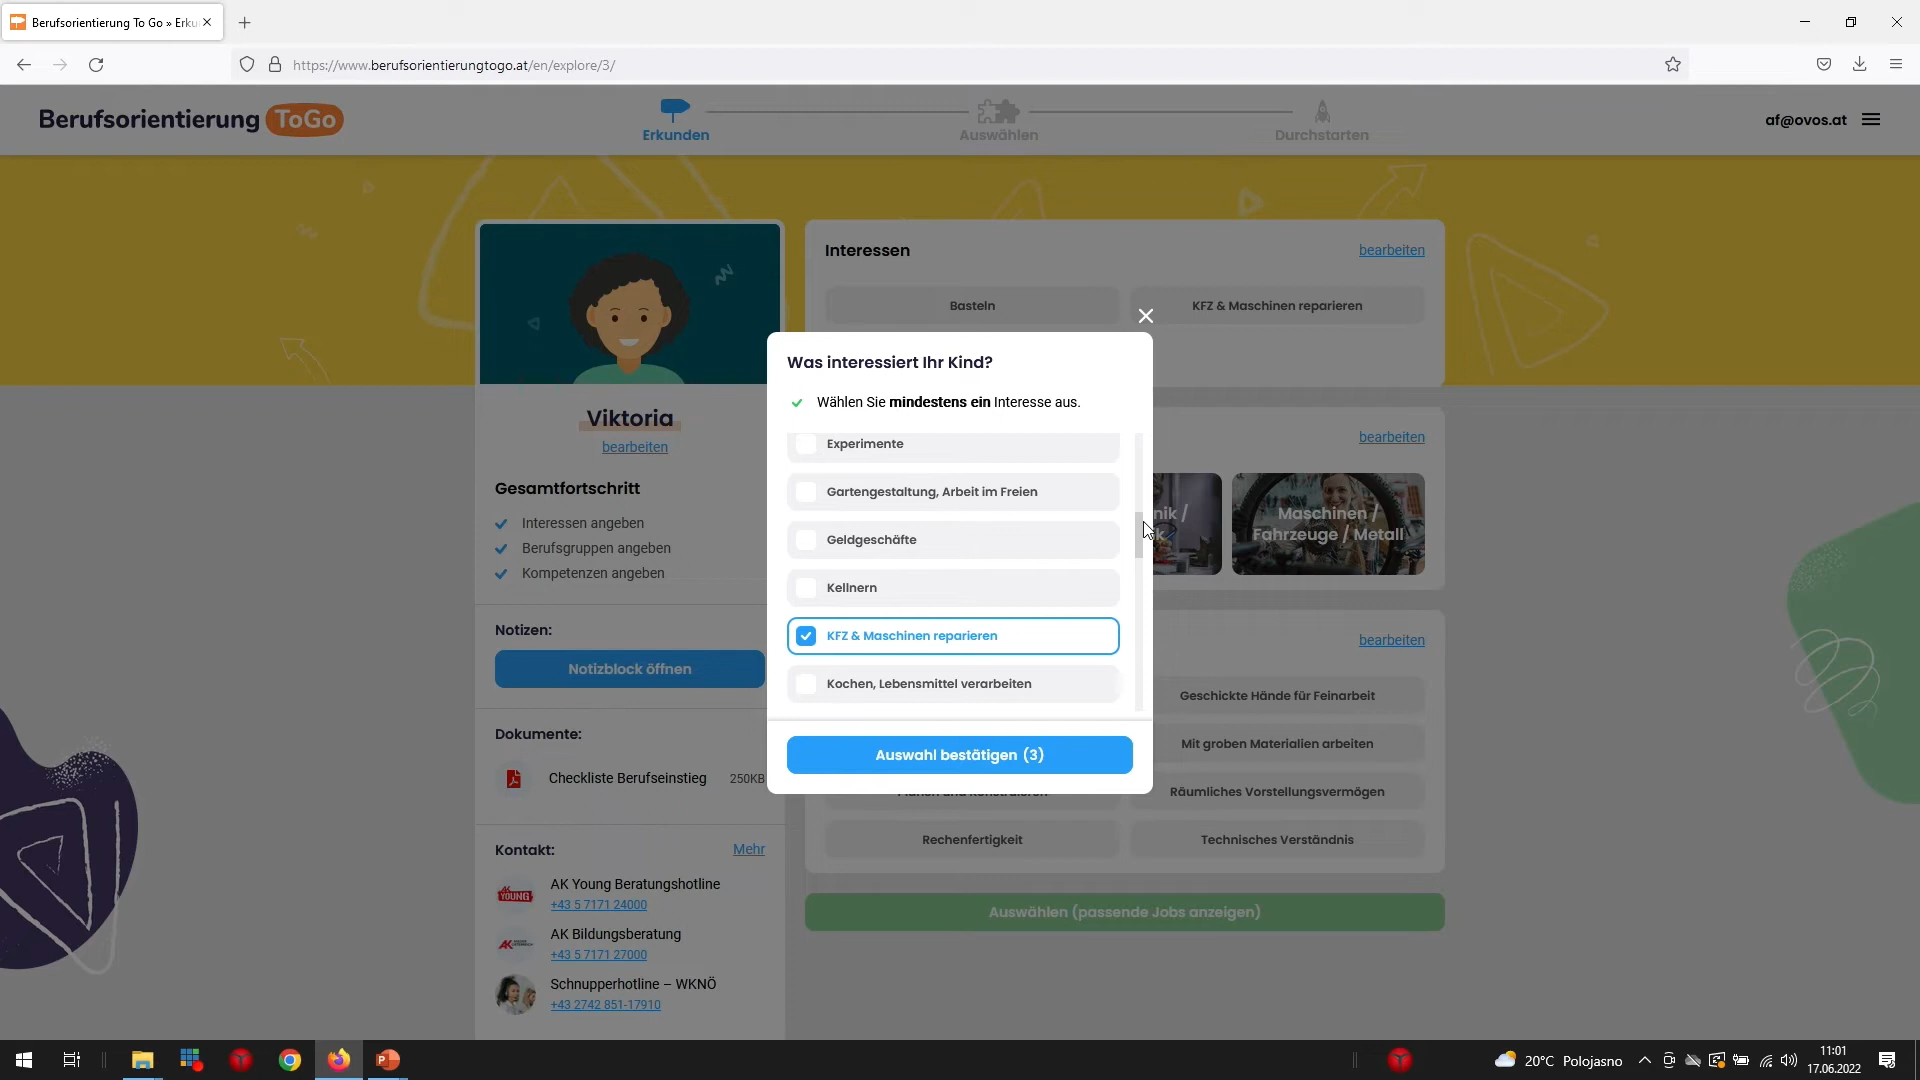 Berufsorientierung To Go » Erku
https://www.berufsorientierungtogo.at/en/explore/3/
Berufsorientierung ToGo
Erkunden
Auswählen
Durchstarten
af@ovos.at
Interessen
bearbeiten
Basteln
KFZ & Maschinen reparieren
Was interessiert Ihr Kind?
Wählen Sie mindestens ein Interesse aus.
Experimente
Gartengestaltung, Arbeit im Freien
Geldgeschäfte
Kellnern
KFZ & Maschinen reparieren
Kochen, Lebensmittel verarbeiten
Auswahl bestätigen (3)
Viktoria
bearbeiten
Gesamtfortschritt
Interessen angeben
Berufsgruppen angeben
Kompetenzen angeben
Notizen:
Notizblock öffnen
Dokumente:
Checkliste Berufseinstieg 250KB
Kontakt:
Mehr
AK YOUNG
AK Young Beratungshotline
+43 5 7171 24000
AK Bildungsberatung
+43 5 7171 27000
Schnupperhotline – WKNÖ
+43 2742 851-17910
bearbeiten
nik /
Maschinen /
Fahrzeuge / Metall
bearbeiten
Geschickte Hände für Feinarbeit
Mit groben Materialien arbeiten
Räumliches Vorstellungsvermögen
Rechenfertigkeit
Technisches Verständnis
Auswählen (passende Jobs anzeigen)
20°C Polojasno
11:01
17.06.2022